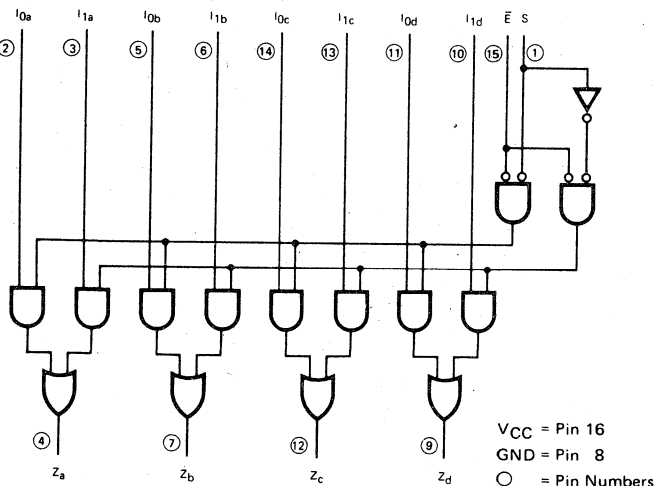 I0a I1a I0b I1b I0c I1c I0d I1d E̅ S
2 3 5 6 14 13 11 10 15 1
4 7 12 9
Za Zb Zc Zd
VCC = Pin 16
GND = Pin 8
= Pin Numbers